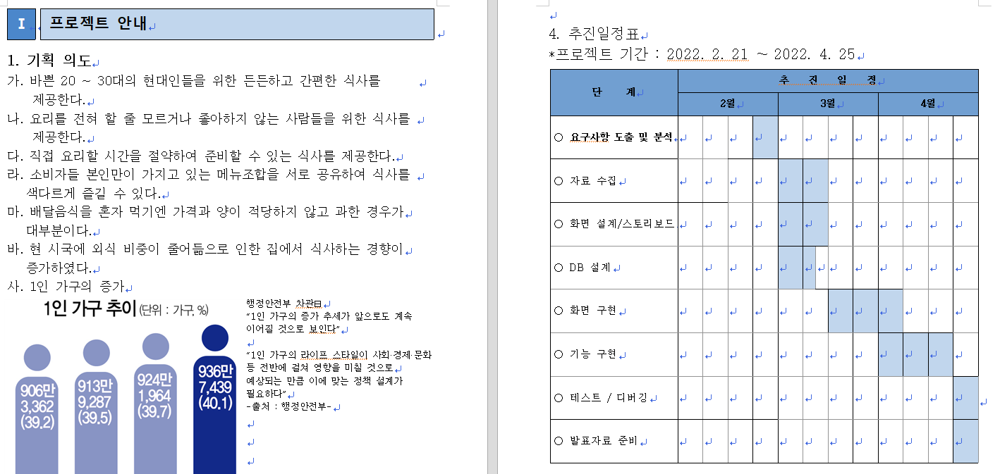 I
프로젝트 안내
1. 기획 의도
가. 바쁜 20 ~ 30대의 현대인들을 위한 든든하고 간편한 식사를
제공한다.
나. 요리를 전혀 할 줄 모르거나 좋아하지 않는 사람들을 위한 식사를
제공한다.
다. 직접 요리할 시간을 절약하여 준비할 수 있는 식사를 제공한다.
라. 소비자들 본인만이 가지고 있는 메뉴조합을 서로 공유하여 식사를
색다르게 즐길 수 있다.
마. 배달음식을 혼자 먹기엔 가격과 양이 적당하지 않고 과한 경우가
대부분이다.
바. 현 시국에 외식 비중이 줄어듦으로 인한 집에서 식사하는 경향이
증가하였다.
사. 1인 가구의 증가
1인 가구 추이 (단위 : 가구, %)
906만
3,362
(39.2)
913만
9,287
(39.5)
924만
1,964
(39.7)
936만
7,439
(40.1)
행정안전부 차관曰
“1인 가구의 증가 추세가 앞으로도 계속
이어질 것으로 보인다”
“1인 가구의 라이프 스타일이 사회·경제·문화
등 전반에 걸쳐 영향을 미칠 것으로
예상되는 만큼 이에 맞는 정책 설계가
필요하다”
-출처 : 행정안전부-
4. 추진일정표
*프로젝트 기간 : 2022. 2. 21 ~ 2022. 4. 25
단 계
추 진 일 정
2월 3월 4월
○ 요구사항 도출 및 분석
○ 자료 수집
○ 화면 설계/스토리보드
○ DB 설계
○ 화면 구현
○ 기능 구현
○ 테스트 / 디버깅
○ 발표자료 준비